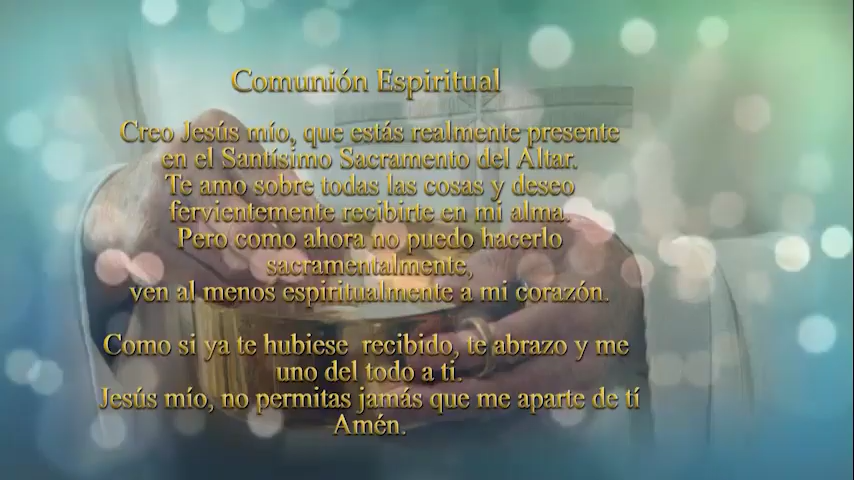 Comunión Espiritual
Creo Jesús mío, que estás realmente presente
en el Santísimo Sacramento del Altar.
Te amo sobre todas las cosas y deseo
fervientemente recibirte en mi alma.
Pero como ahora no puedo hacerlo
sacramentalmente,
ven al menos espiritualmente a mi corazón.
Como si ya te hubiese recibido, te abrazo y me
uno del todo a ti.
Jesús mío, no permitas jamás que me aparte de tí
Amén.